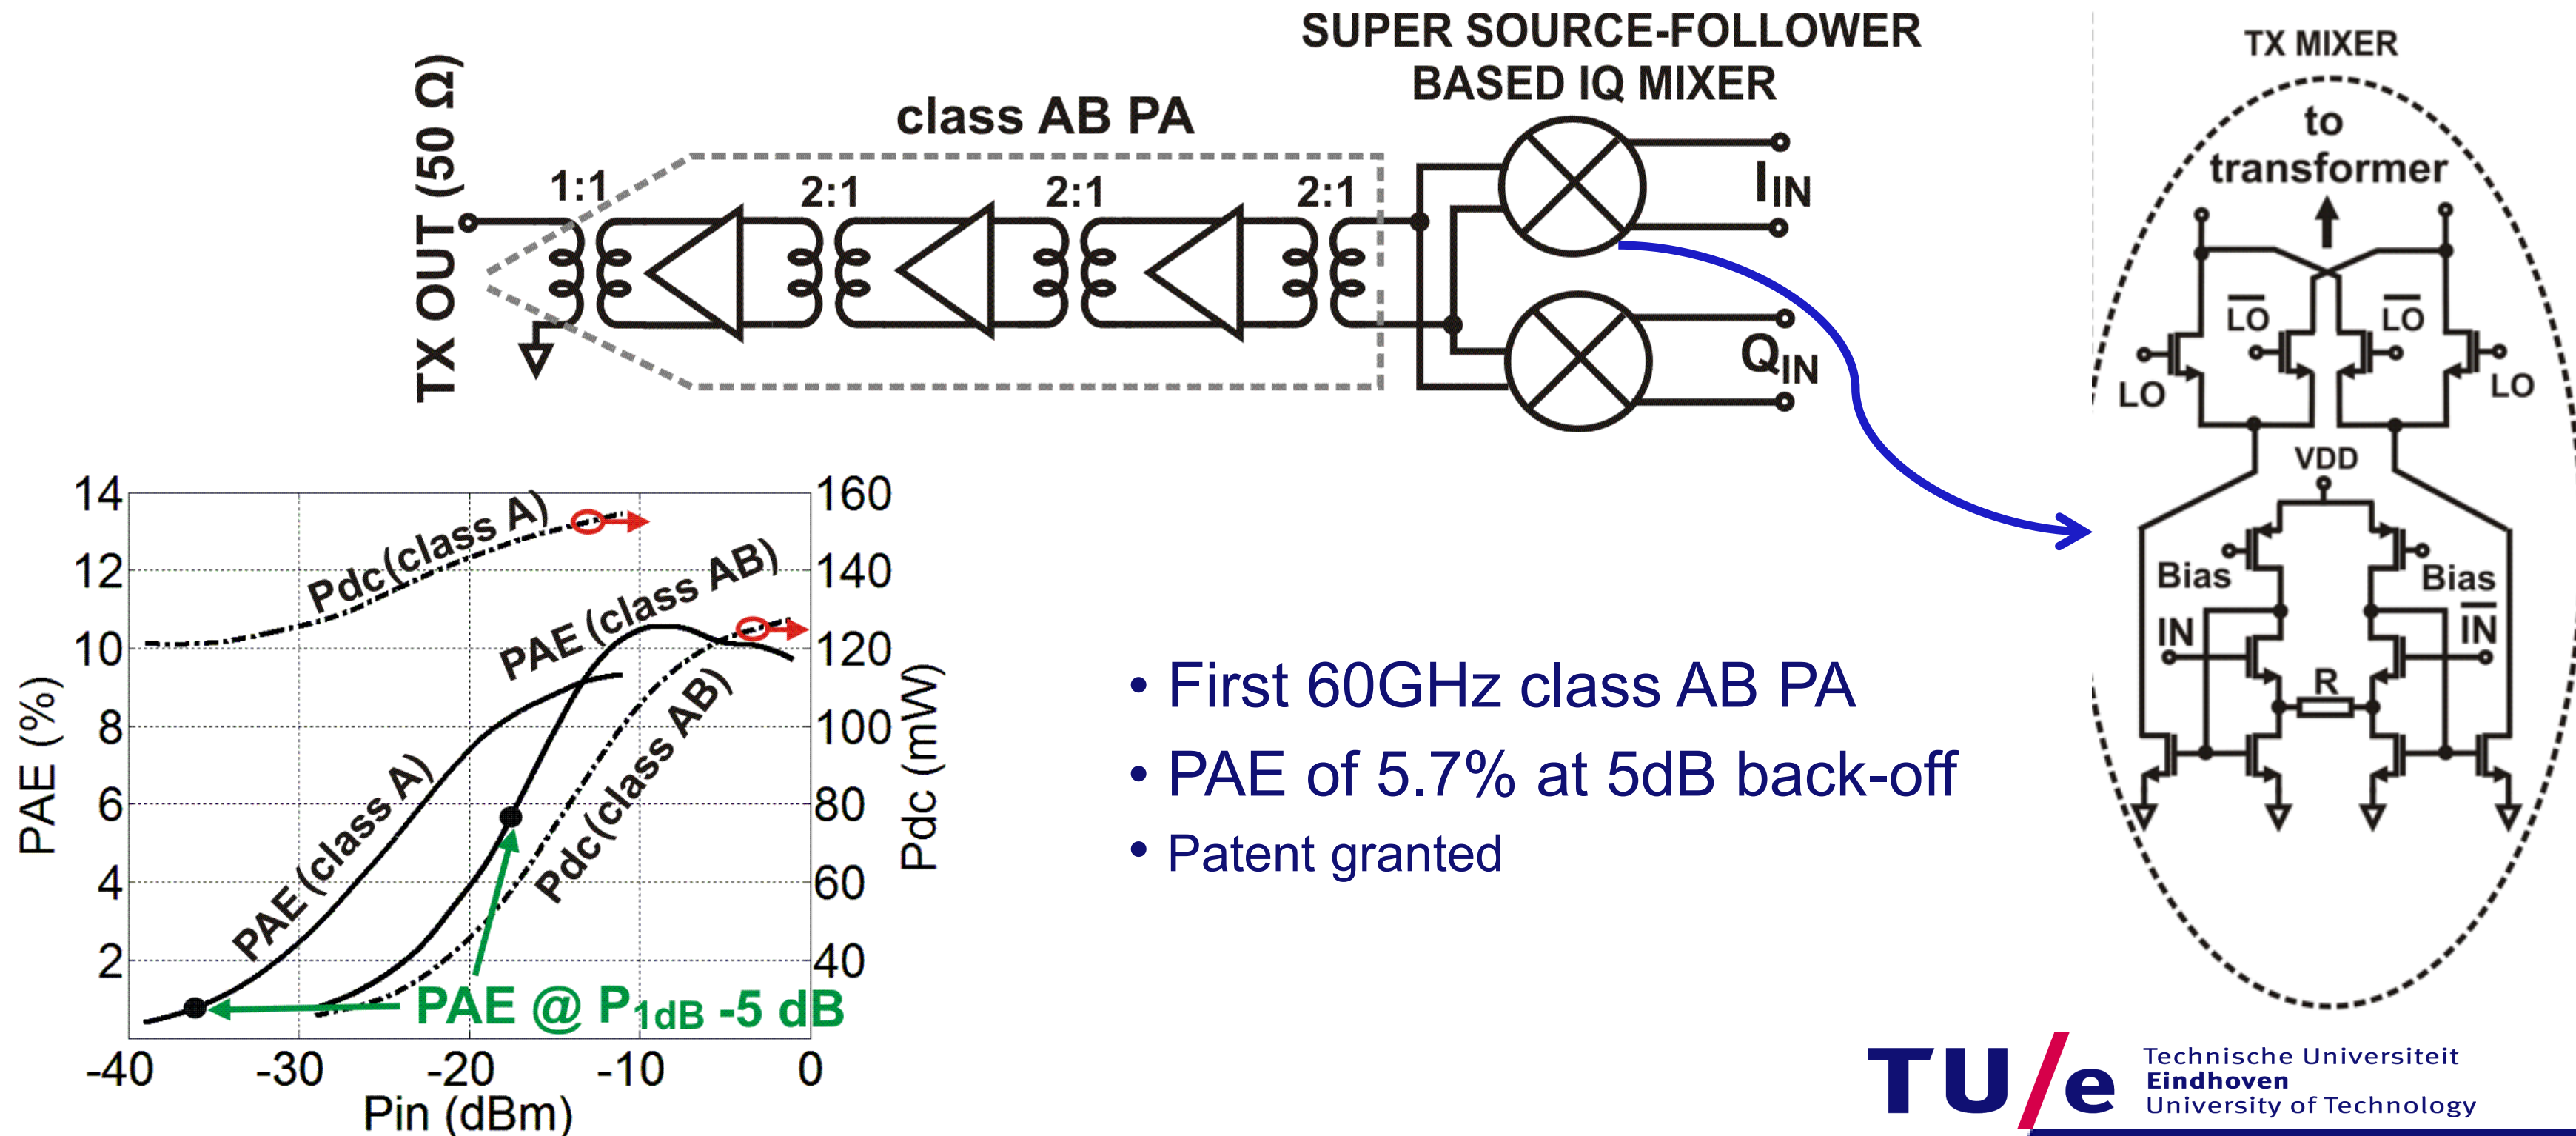 SUPER SOURCE-FOLLOWER
BASED IQ MIXER
TX MIXER
to
transformer
class AB PA
TX OUT (50 Ω)
1:1
2:1
2:1
2:1
IIN
QIN
LO
LO
LO
LO
VDD
Bias
Bias
IN
IN
R
14
12
10
8
6
4
2
PAE (%)
160
140
120
100
80
60
40
Pdc (mW)
Pdc(class A)
PAE (class AB)
PAE (class A)
Pdc(class AB)
PAE @ P1dB -5 dB
-40
-30
-20
-10
0
Pin (dBm)
• First 60GHz class AB PA
• PAE of 5.7% at 5dB back-off
• Patent granted
TU/e
Technische Universiteit
Eindhoven
University of Technology